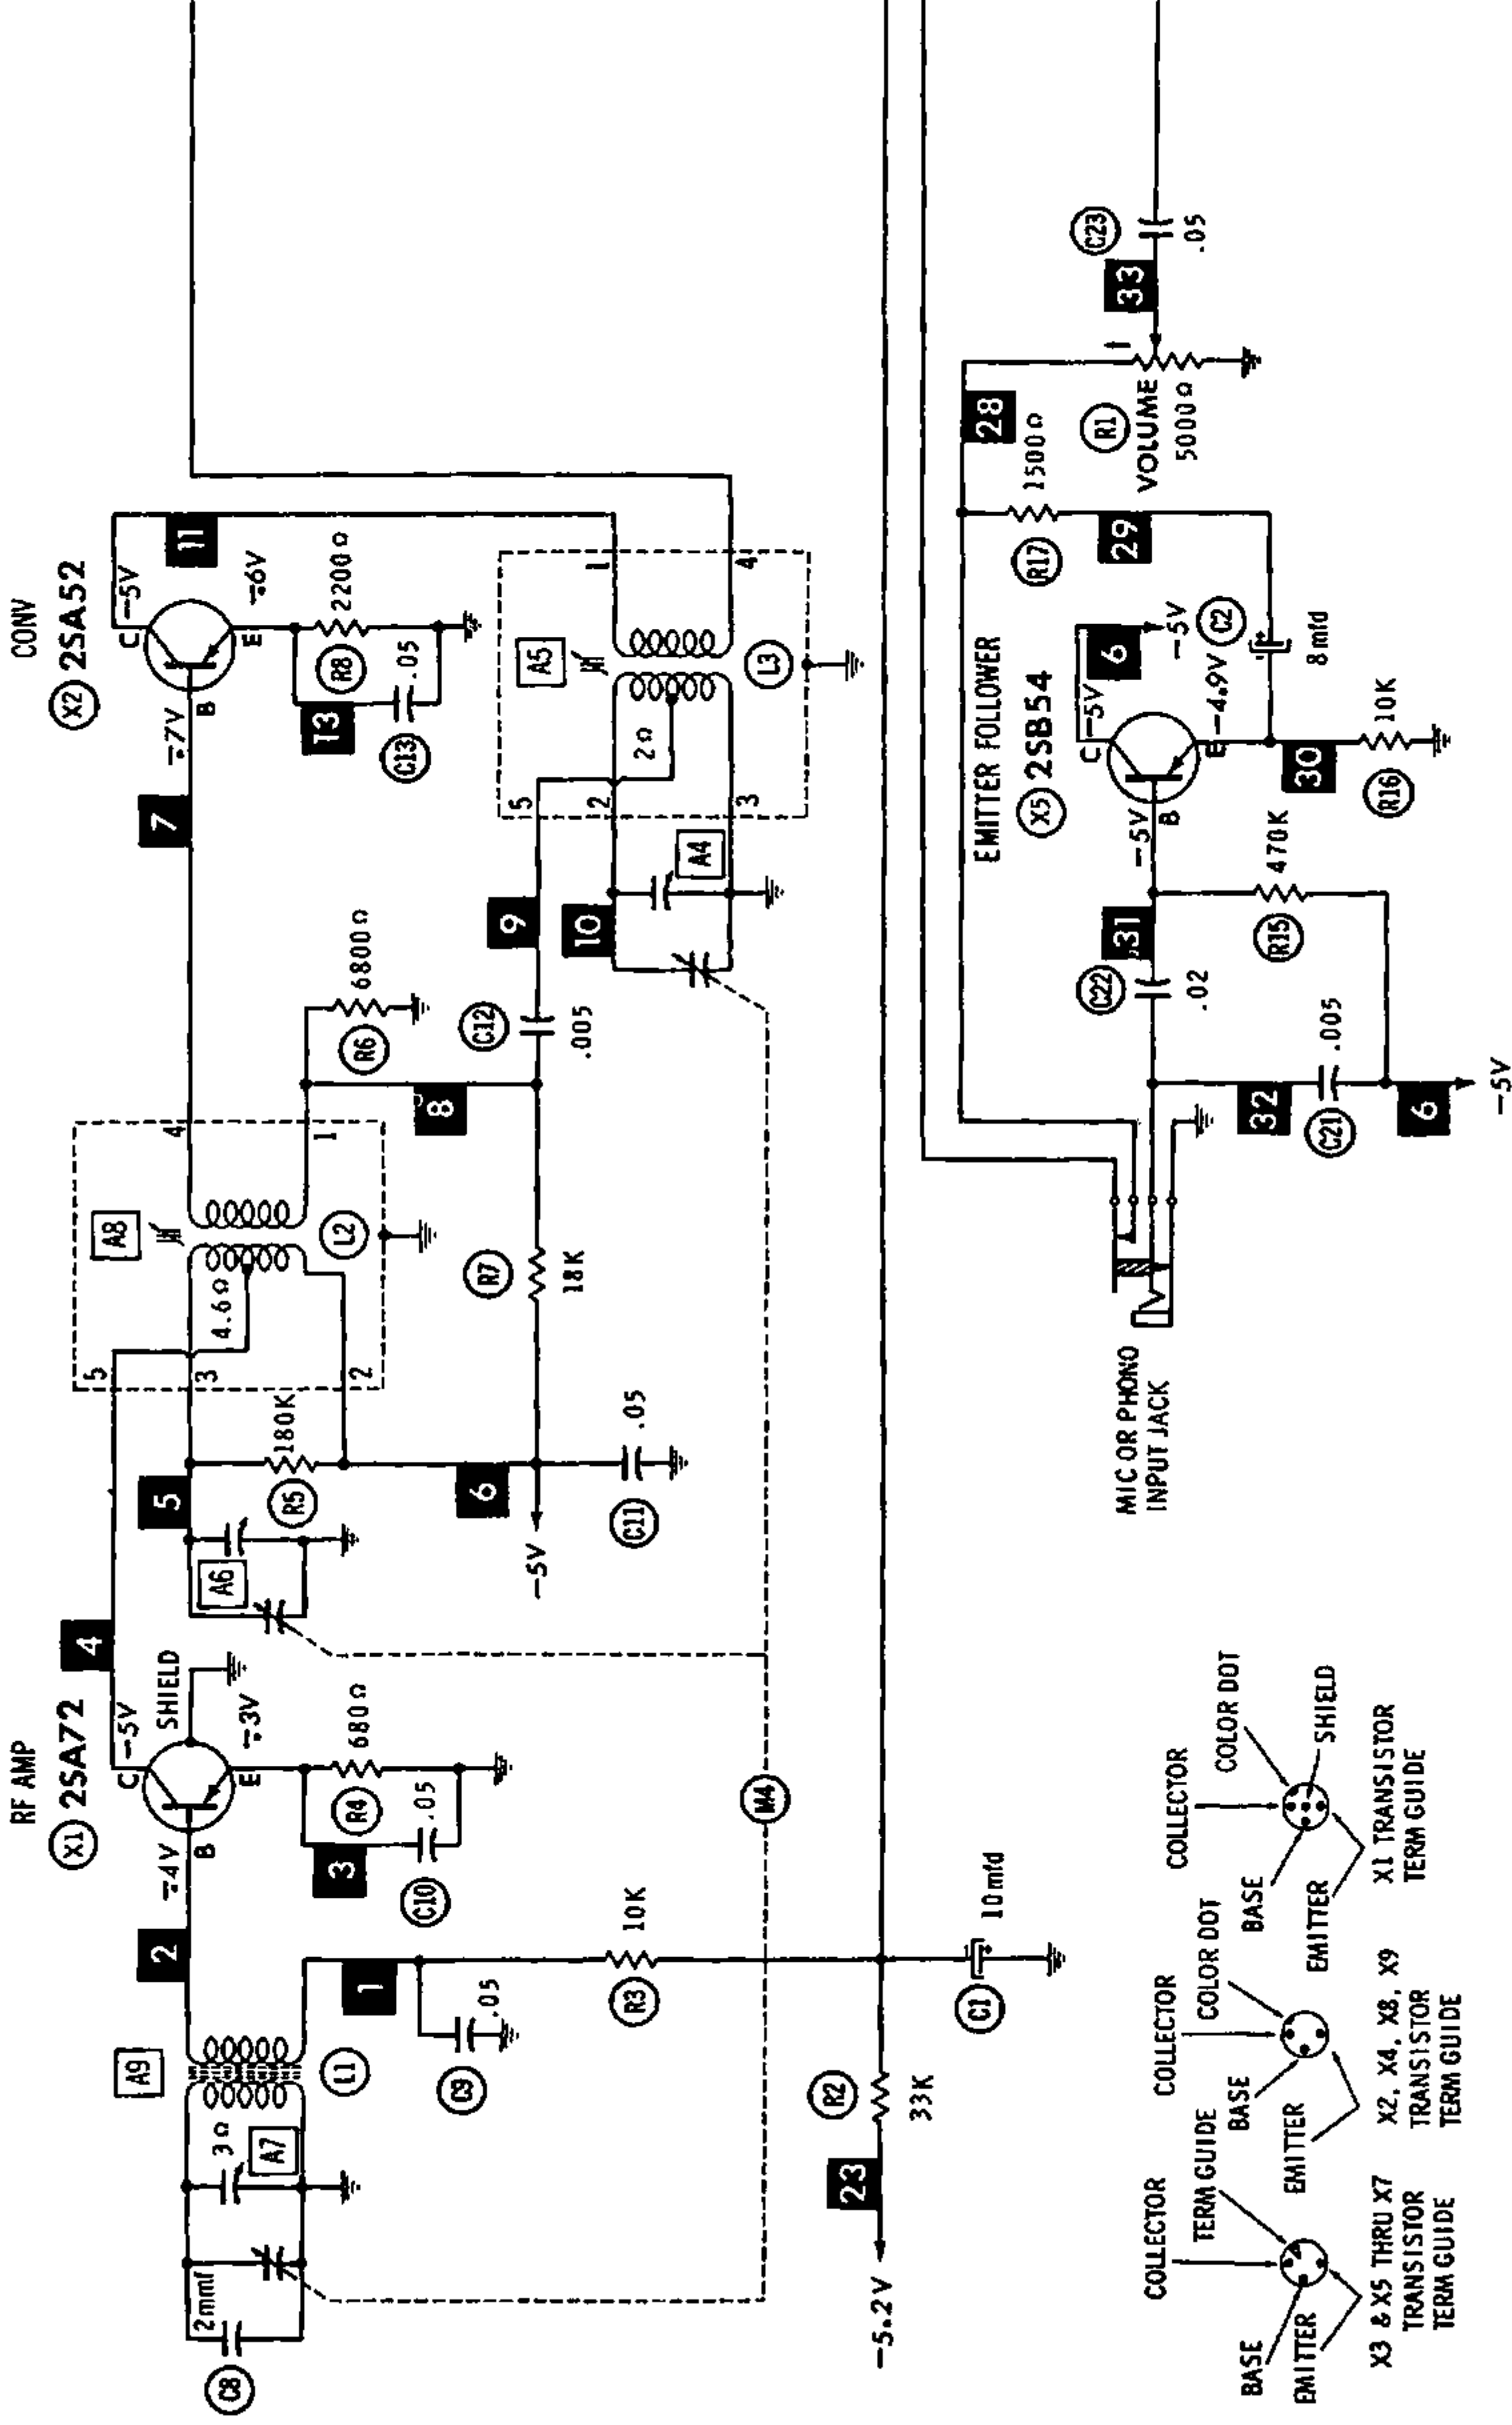 RF AMP
X1 2SA72
CONV
X2 2SA52
A9
2
-.4V
B
C
-5V
SHIELD
E
-.3V
4
5
A6
R5
180K
5
3
2
4.6Ω
A8
L2
4
1
7
-.7V
B
C
-5V
E
-.6V
11
C8
2mmf
3Ω
A7
L1
1
C9
.05
3
C10
.05
R4
680Ω
6
-5V
C11
.05
R7
18K
8
R6
6800Ω
C12
.005
9
10
A4
5
2
3
2Ω
A5
L3
1
4
13
C13
.05
R8
2200Ω
R3
10K
M4
-5.2V
23
R2
33K
C1
10mfd
EMITTER FOLLOWER
X5 2SB54
MIC OR PHONO
INPUT JACK
32
C21
.005
6
-5V
C22
.02
31
R15
470K
-5V
B
C
-5V
6
-5V
E
-4.9V
C2
8mfd
30
R16
10K
29
R17
1500Ω
28
R1
VOLUME
5000Ω
33
C23
.05
COLLECTOR
TERM GUIDE
BASE
EMITTER
X3 & X5 THRU X7
TRANSISTOR
TERM GUIDE
COLLECTOR
COLOR DOT
BASE
EMITTER
X2, X4, X8, X9
TRANSISTOR
TERM GUIDE
COLLECTOR
COLOR DOT
BASE
EMITTER
SHIELD
X1 TRANSISTOR
TERM GUIDE